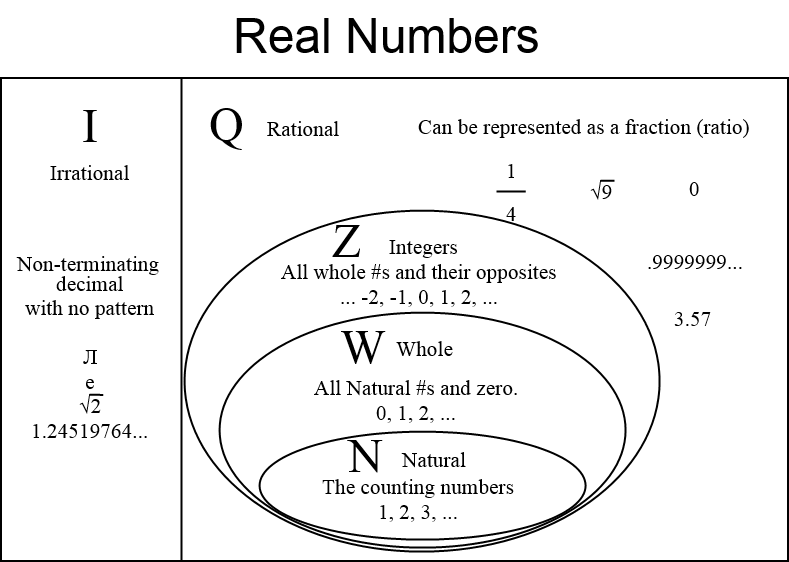 Real Numbers
I
Irrational
Non-terminating
decimal
with no pattern
Л
e
√2
1.24519764...
Q Rational Can be represented as a fraction (ratio)
1
4
√9 0
.9999999...
3.57
Z Integers
All whole #s and their opposites
... -2, -1, 0, 1, 2, ...
W Whole
All Natural #s and zero.
0, 1, 2, ...
N Natural
The counting numbers
1, 2, 3, ...